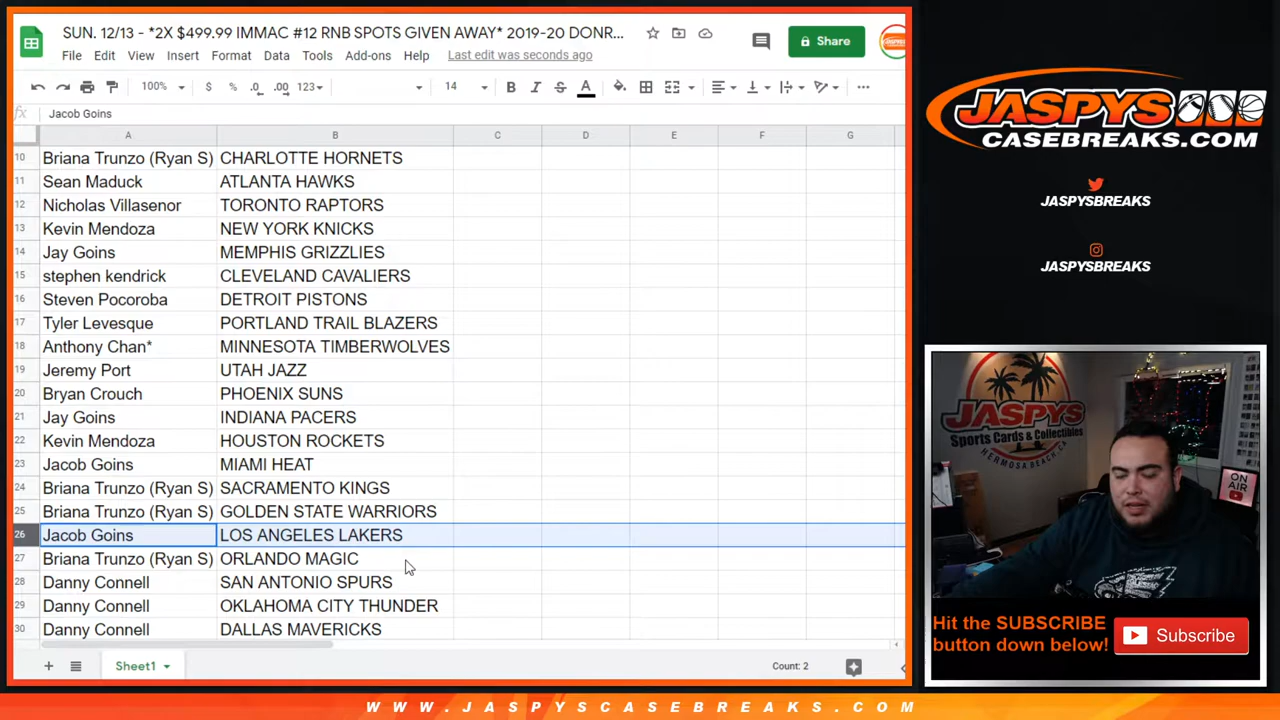 SUN. 12/13 - *2X $499.99 IMMAC #12 RNB SPOTS GIVEN AWAY* 2019-20 DONR...
File Edit View Insert Format Data Tools Add-ons Help Last edit was seconds ago
Share
100% $ % .0 .00 123 14 B I S A
fx Jacob Goins
A B C D E F G
10 Briana Trunzo (Ryan S) CHARLOTTE HORNETS
11 Sean Maduck ATLANTA HAWKS
12 Nicholas Villasenor TORONTO RAPTORS
13 Kevin Mendoza NEW YORK KNICKS
14 Jay Goins MEMPHIS GRIZZLIES
15 stephen kendrick CLEVELAND CAVALIERS
16 Steven Pocoroba DETROIT PISTONS
17 Tyler Levesque PORTLAND TRAIL BLAZERS
18 Anthony Chan* MINNESOTA TIMBERWOLVES
19 Jeremy Port UTAH JAZZ
20 Bryan Crouch PHOENIX SUNS
21 Jay Goins INDIANA PACERS
22 Kevin Mendoza HOUSTON ROCKETS
23 Jacob Goins MIAMI HEAT
24 Briana Trunzo (Ryan S) SACRAMENTO KINGS
25 Briana Trunzo (Ryan S) GOLDEN STATE WARRIORS
26 Jacob Goins LOS ANGELES LAKERS
27 Briana Trunzo (Ryan S) ORLANDO MAGIC
28 Danny Connell SAN ANTONIO SPURS
29 Danny Connell OKLAHOMA CITY THUNDER
30 Danny Connell DALLAS MAVERICKS
Sheet1
Count: 2
JASPYS
CASEBREAKS.COM
JASPYSBREAKS
JASPYSBREAKS
JASPYS
Sports Cards & Collectibles
HERMOSA BEACH, CA
ON AIR
Hit the SUBSCRIBE
button down below!
Subscribe
WWW.JASPYSCASEBREAKS.COM